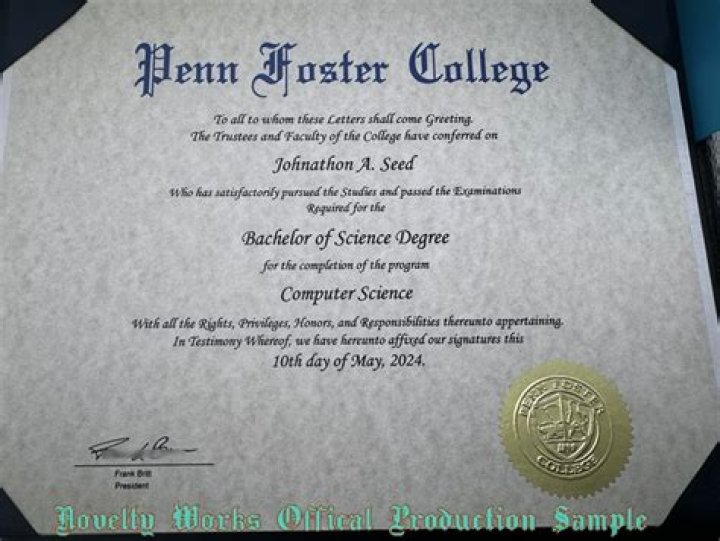 Penn Foster College
To all to whom these Letters shall come Greeting.
The Trustees and Faculty of the College have conferred on
Johnathon A. Seed
Who has satisfactorily pursued the Studies and passed the Examinations
Required for the
Bachelor of Science Degree
for the completion of the program
Computer Science
With all the Rights, Privileges, Honors, and Responsibilities thereunto appertaining.
In Testimony Whereof, we have hereunto affixed our signatures this
10th day of May, 2024.
Frank Britt
President
PENN FOSTER
COLLEGE
Novelty Works Offical Production Sample